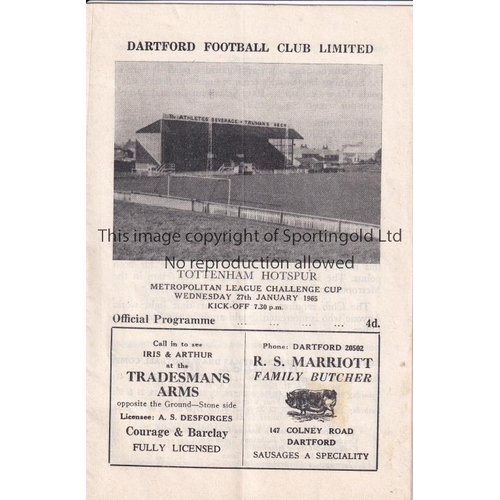 DARTFORD FOOTBALL CLUB LIMITED
THE ATHLETES BEVERAGE - TRUMAN'S BEER
This image copyright of Sportingold Ltd
No reproduction allowed
TOTTENHAM HOTSPUR
METROPOLITAN LEAGUE CHALLENGE CUP
WEDNESDAY 27th JANUARY 1965
KICK-OFF 7.30 p.m.
Official Programme ... ... ... ... 4d.
Call in to see
IRIS & ARTHUR
at the
TRADESMANS
ARMS
opposite the Ground—Stone side
Licensee: A. S. DESFORGES
Courage & Barclay
FULLY LICENSED
Phone: DARTFORD 20502
R. S. MARRIOTT
FAMILY BUTCHER
147 COLNEY ROAD
DARTFORD
SAUSAGES A SPECIALITY